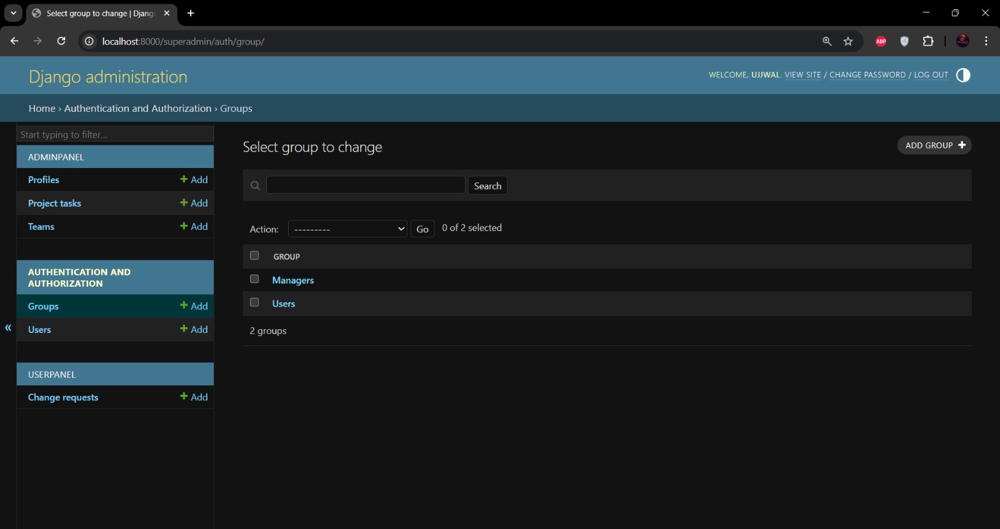 Select group to change | Djang
localhost:8000/superadmin/auth/group/
ABP
Django administration
WELCOME, UJJWAL. VIEW SITE / CHANGE PASSWORD / LOG OUT
Home › Authentication and Authorization › Groups
Start typing to filter...
ADMINPANEL
Profiles + Add
Project tasks + Add
Teams + Add
AUTHENTICATION AND
AUTHORIZATION
Groups + Add
Users + Add
USERPANEL
Change requests + Add
«
Select group to change
ADD GROUP +
Search
Action: --------- Go 0 of 2 selected
GROUP
Managers
Users
2 groups